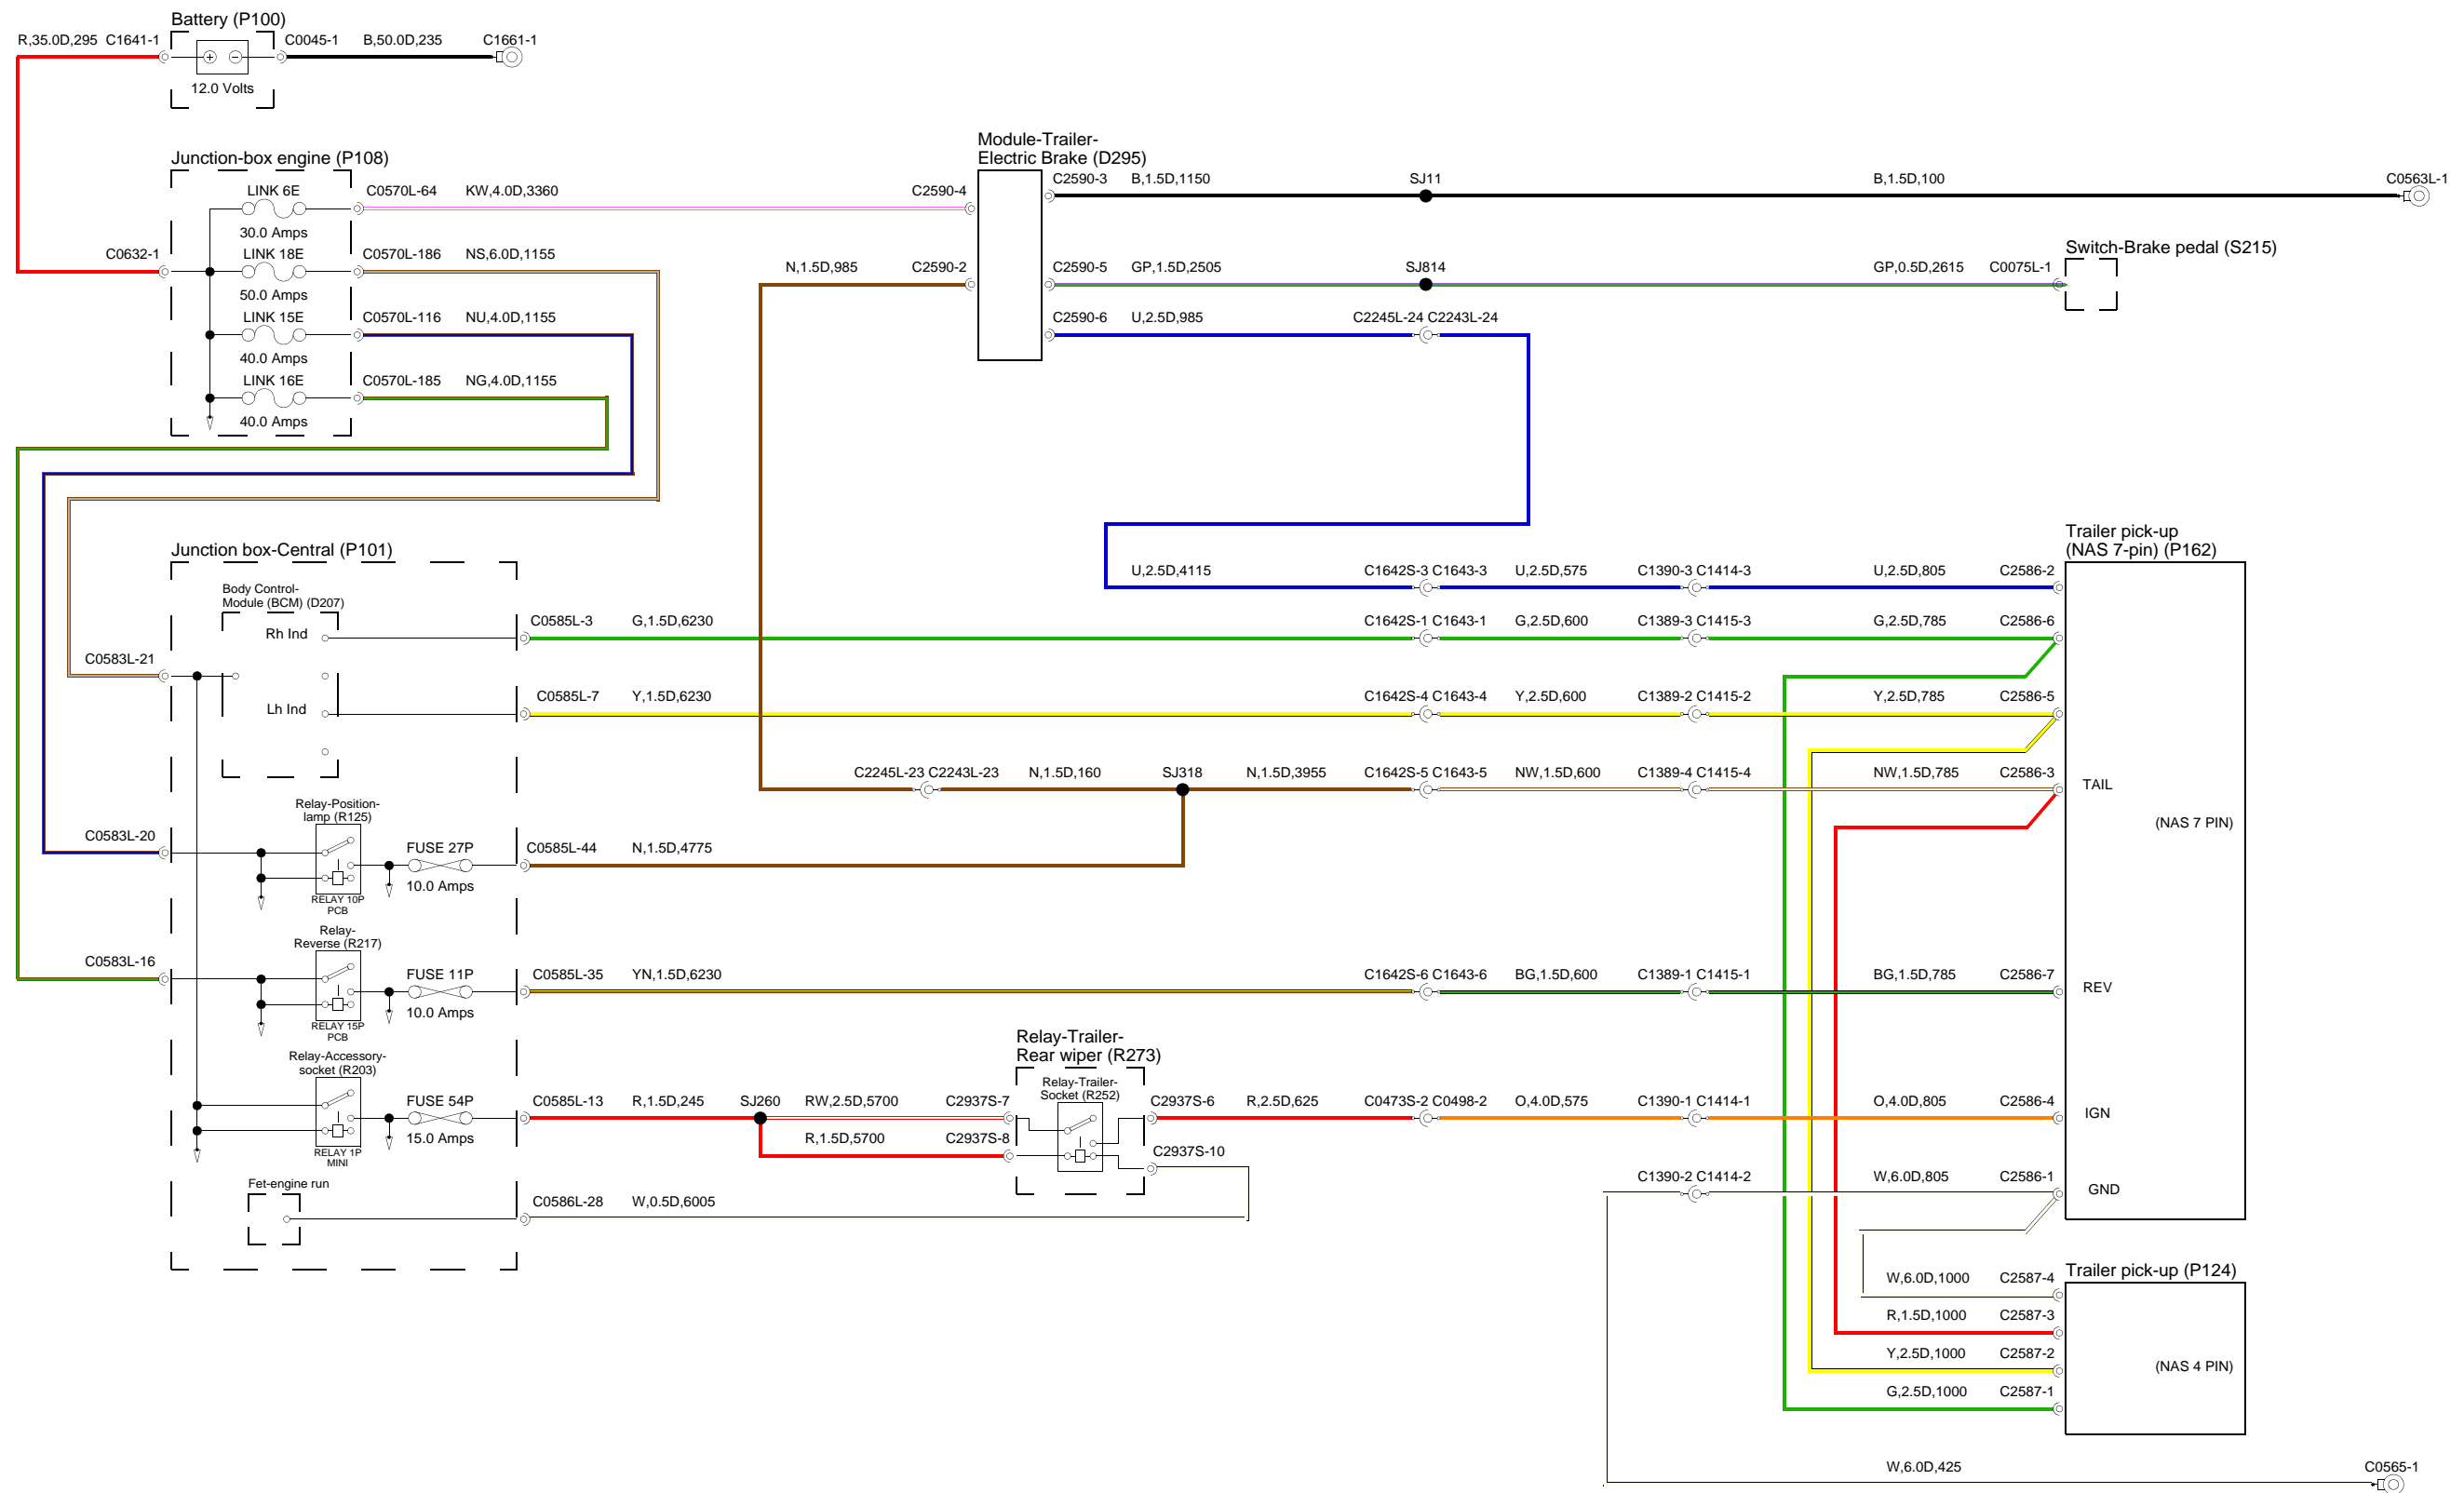 Battery (P100)
R,35.0D,295 C1641-1
C0045-1 B,50.0D,235 C1661-1
12.0 Volts
Junction-box engine (P108)
LINK 6E
30.0 Amps
C0570L-64 KW,4.0D,3360 C2590-4
C0632-1
LINK 18E
50.0 Amps
C0570L-186 NS,6.0D,1155
LINK 15E
40.0 Amps
C0570L-116 NU,4.0D,1155
LINK 16E
40.0 Amps
C0570L-185 NG,4.0D,1155
Module-Trailer-
Electric Brake (D295)
C2590-3 B,1.5D,1150 SJ11 B,1.5D,100 C0563L-1
N,1.5D,985 C2590-2
C2590-5 GP,1.5D,2505 SJ814 GP,0.5D,2615 C0075L-1
Switch-Brake pedal (S215)
C2590-6 U,2.5D,985 C2245L-24 C2243L-24
Junction box-Central (P101)
Body Control-
Module (BCM) (D207)
Rh Ind
Lh Ind
C0583L-21
Trailer pick-up
(NAS 7-pin) (P162)
U,2.5D,4115 C1642S-3 C1643-3 U,2.5D,575 C1390-3 C1414-3 U,2.5D,805 C2586-2
C0585L-3 G,1.5D,6230 C1642S-1 C1643-1 G,2.5D,600 C1389-3 C1415-3 G,2.5D,785 C2586-6
C0585L-7 Y,1.5D,6230 C1642S-4 C1643-4 Y,2.5D,600 C1389-2 C1415-2 Y,2.5D,785 C2586-5
C2245L-23 C2243L-23 N,1.5D,160 SJ318 N,1.5D,3955 C1642S-5 C1643-5 NW,1.5D,600 C1389-4 C1415-4 NW,1.5D,785 C2586-3
TAIL
(NAS 7 PIN)
Relay-Position-
lamp (R125)
C0583L-20
FUSE 27P
10.0 Amps
RELAY 10P
PCB
C0585L-44 N,1.5D,4775
Relay-
Reverse (R217)
C0583L-16
FUSE 11P
10.0 Amps
RELAY 15P
PCB
C0585L-35 YN,1.5D,6230 C1642S-6 C1643-6 BG,1.5D,600 C1389-1 C1415-1 BG,1.5D,785 C2586-7
REV
Relay-Accessory-
socket (R203)
FUSE 54P
15.0 Amps
RELAY 1P
MINI
C0585L-13 R,1.5D,245 SJ260 RW,2.5D,5700 C2937S-7
R,1.5D,5700 C2937S-8
Relay-Trailer-
Rear wiper (R273)
Relay-Trailer-
Socket (R252)
C2937S-6 R,2.5D,625 C0473S-2 C0498-2 O,4.0D,575 C1390-1 C1414-1 O,4.0D,805 C2586-4
IGN
C2937S-10
Fet-engine run
C0586L-28 W,0.5D,6005
C1390-2 C1414-2 W,6.0D,805 C2586-1
GND
Trailer pick-up (P124)
W,6.0D,1000 C2587-4
R,1.5D,1000 C2587-3
Y,2.5D,1000 C2587-2
(NAS 4 PIN)
G,2.5D,1000 C2587-1
W,6.0D,425 C0565-1